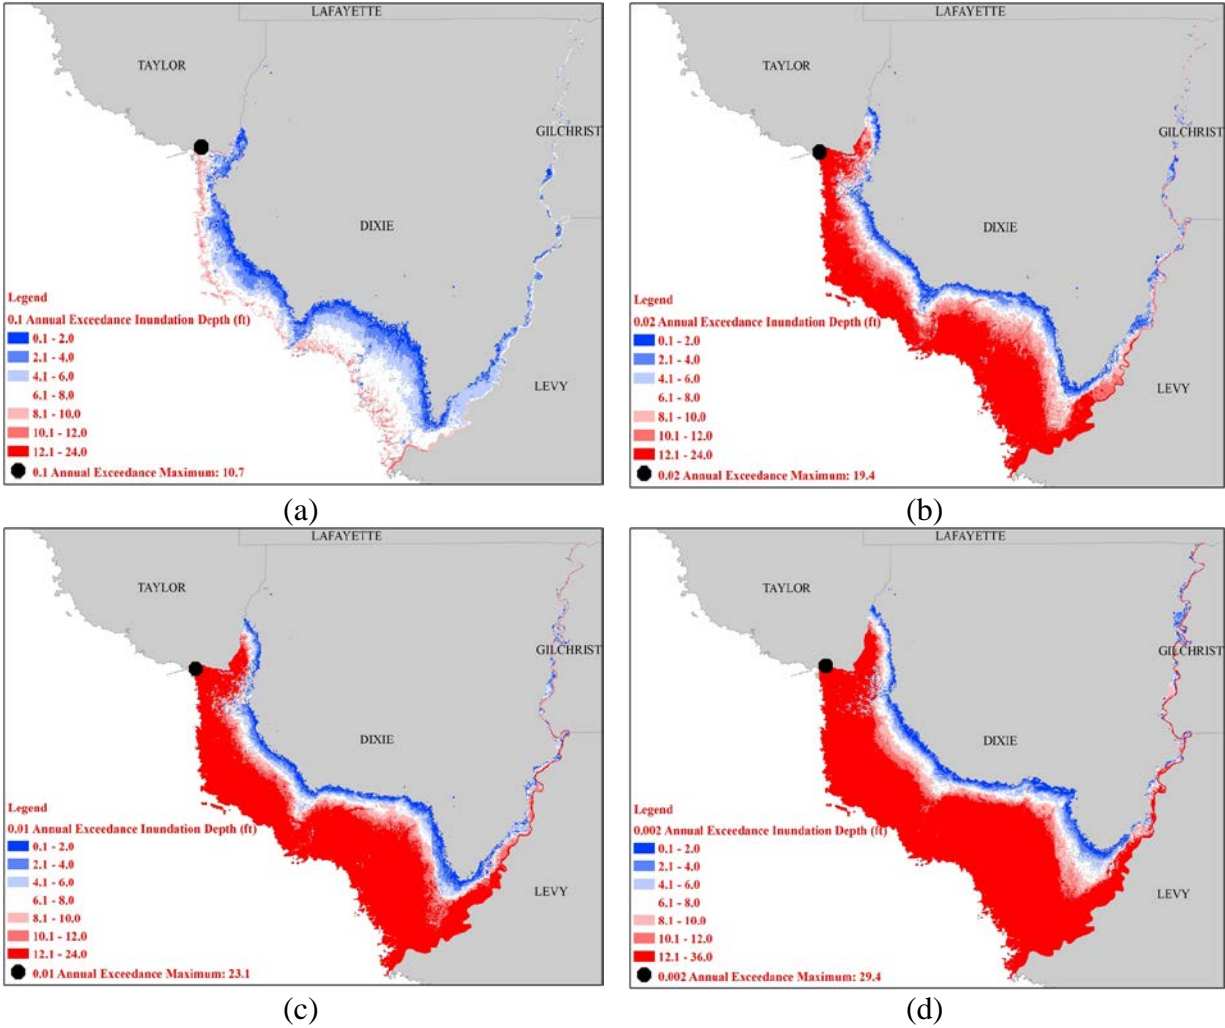 LAFAYETTE
TAYLOR
GILCHRIST
DIXIE
LEVY
Legend
0.1 Annual Exceedance Inundation Depth (ft)
0.1 - 2.0
2.1 - 4.0
4.1 - 6.0
6.1 - 8.0
8.1 - 10.0
10.1 - 12.0
12.1 - 24.0
0.1 Annual Exceedance Maximum: 10.7
(a)
LAFAYETTE
TAYLOR
GILCHRIST
DIXIE
LEVY
Legend
0.02 Annual Exceedance Inundation Depth (ft)
0.1 - 2.0
2.1 - 4.0
4.1 - 6.0
6.1 - 8.0
8.1 - 10.0
10.1 - 12.0
12.1 - 24.0
0.02 Annual Exceedance Maximum: 19.4
(b)
LAFAYETTE
TAYLOR
GILCHRIST
DIXIE
LEVY
Legend
0.01 Annual Exceedance Inundation Depth (ft)
0.1 - 2.0
2.1 - 4.0
4.1 - 6.0
6.1 - 8.0
8.1 - 10.0
10.1 - 12.0
12.1 - 24.0
0.01 Annual Exceedance Maximum: 23.1
(c)
LAFAYETTE
TAYLOR
GILCHRIST
DIXIE
LEVY
Legend
0.002 Annual Exceedance Inundation Depth (ft)
0.1 - 2.0
2.1 - 4.0
4.1 - 6.0
6.1 - 8.0
8.1 - 10.0
10.1 - 12.0
12.1 - 36.0
0.002 Annual Exceedance Maximum: 29.4
(d)